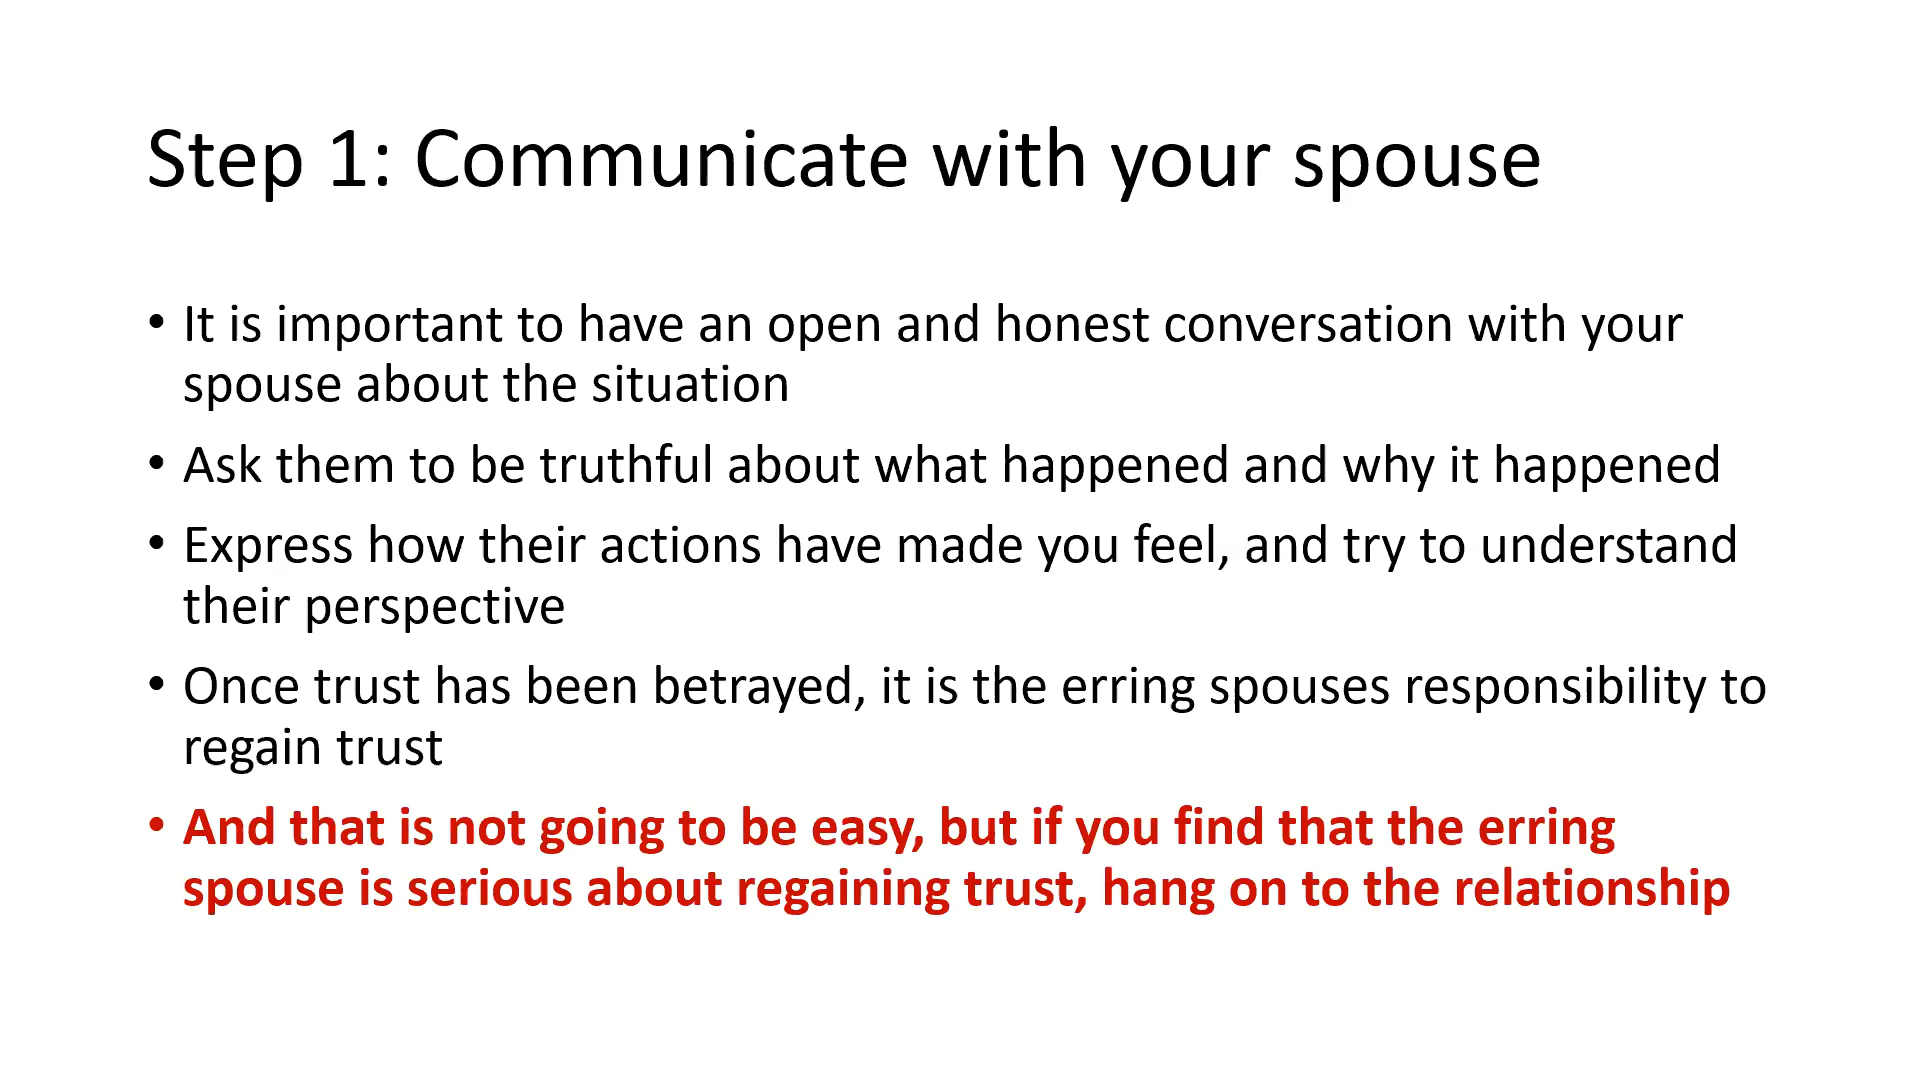 Step 1: Communicate with your spouse
• It is important to have an open and honest conversation with your
spouse about the situation
• Ask them to be truthful about what happened and why it happened
• Express how their actions have made you feel, and try to understand
their perspective
• Once trust has been betrayed, it is the erring spouses responsibility to
regain trust
• And that is not going to be easy, but if you find that the erring
spouse is serious about regaining trust, hang on to the relationship